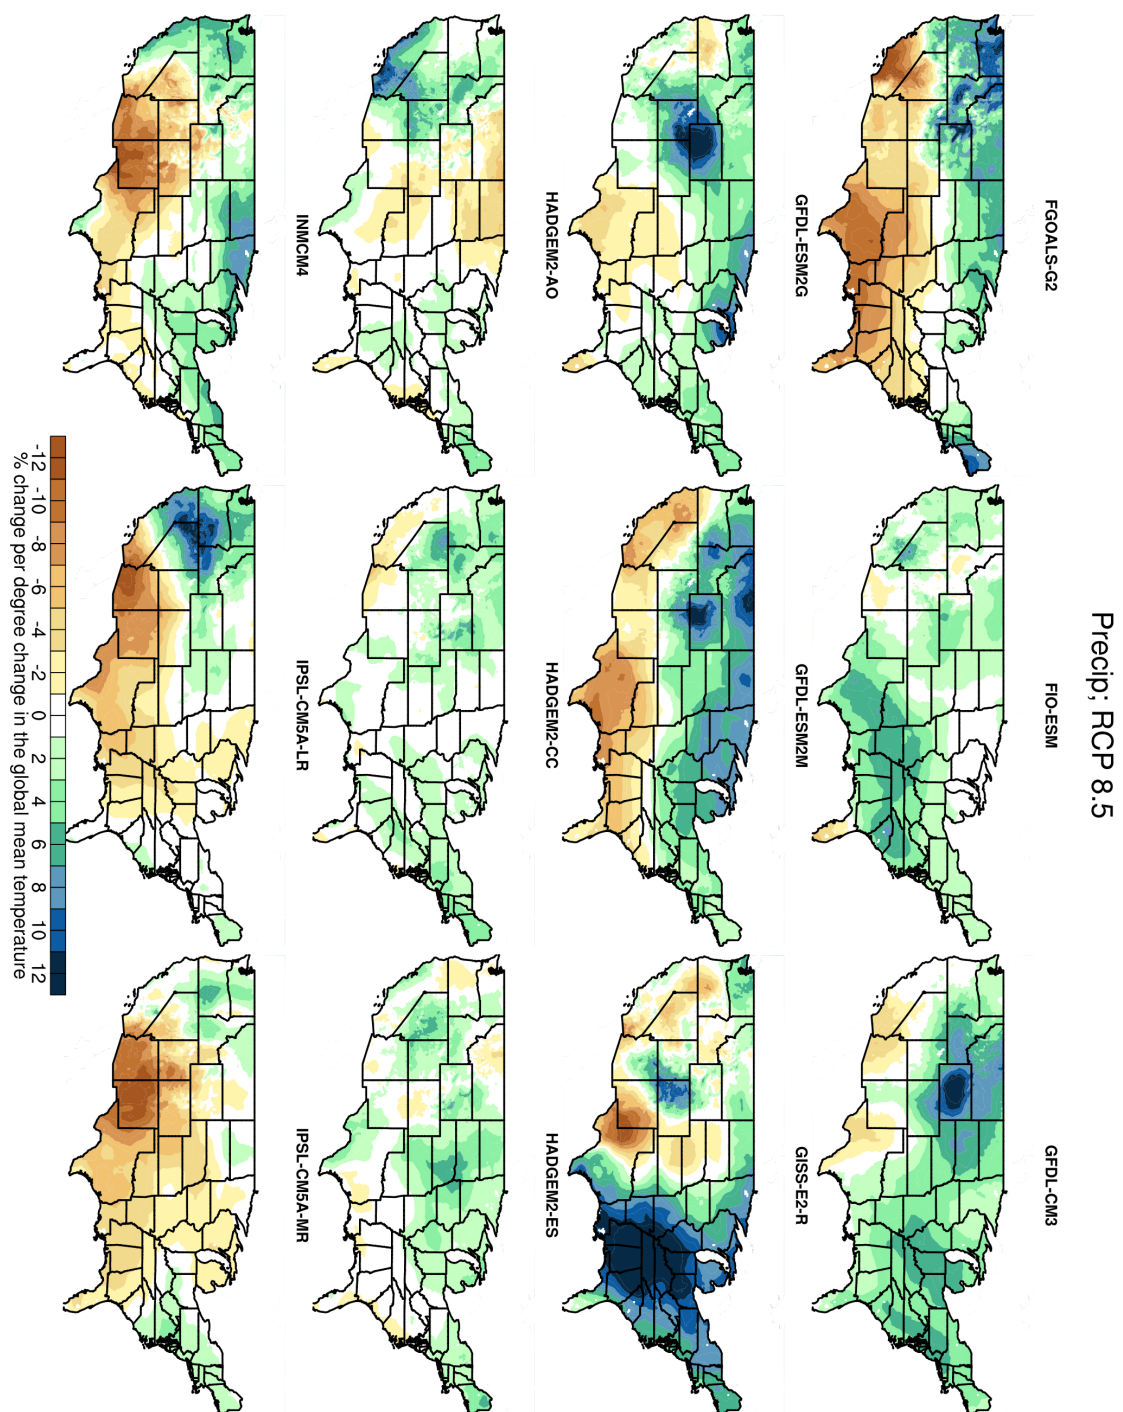 Precip; RCP 8.5
FGOALS-G2
FIO-ESM
GFDL-CM3
GFDL-ESM2G
GFDL-ESM2M
GISS-E2-R
HADGEM2-AO
HADGEM2-CC
HADGEM2-ES
INMCM4
IPSL-CM5A-LR
IPSL-CM5A-MR
-12 -10 -8 -6 -4 -2 0 2 4 6 8 10 12
% change per degree change in the global mean temperature